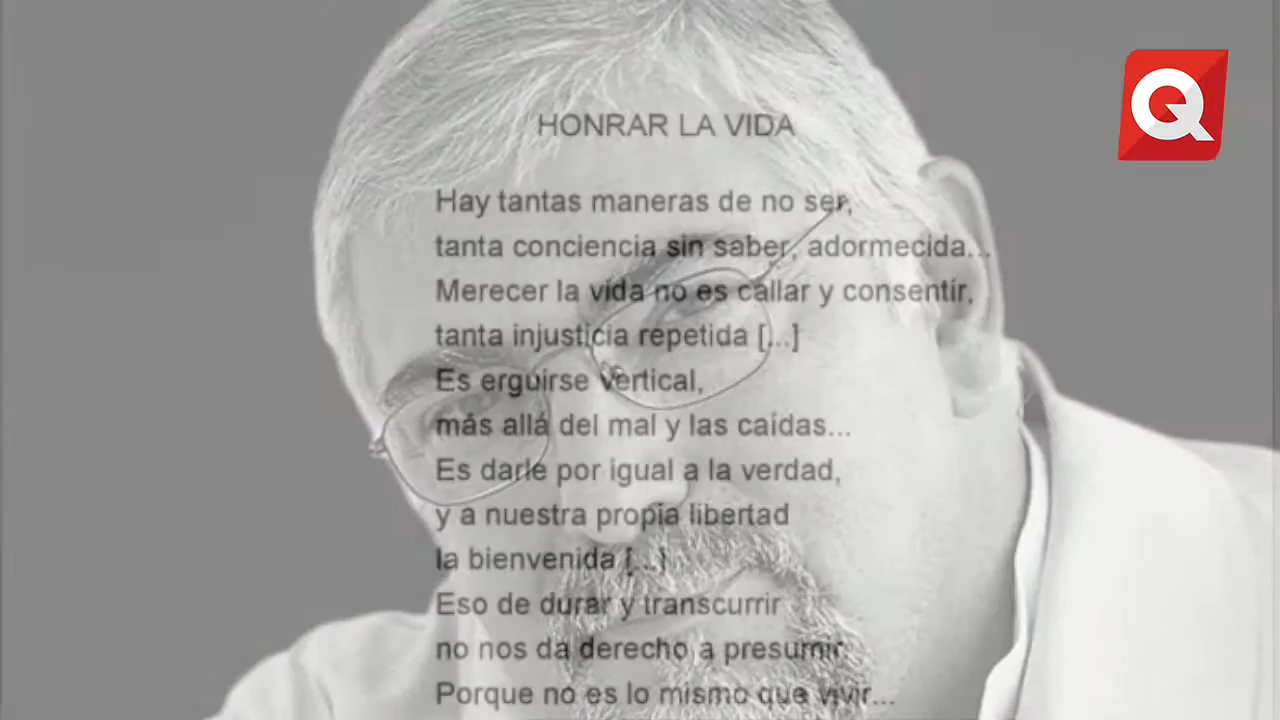 HONRAR LA VIDA
Hay tantas maneras de no ser,
tanta conciencia sin saber, adormecida...
Merecer la vida no es callar y consentir,
tanta injusticia repetida [...]
Es erguirse vertical,
más allá del mal y las caídas...
Es darle por igual a la verdad,
y a nuestra propia libertad
la bienvenida [...]
Eso de durar y transcurrir
no nos da derecho a presumir.
Porque no es lo mismo que vivir...
Q